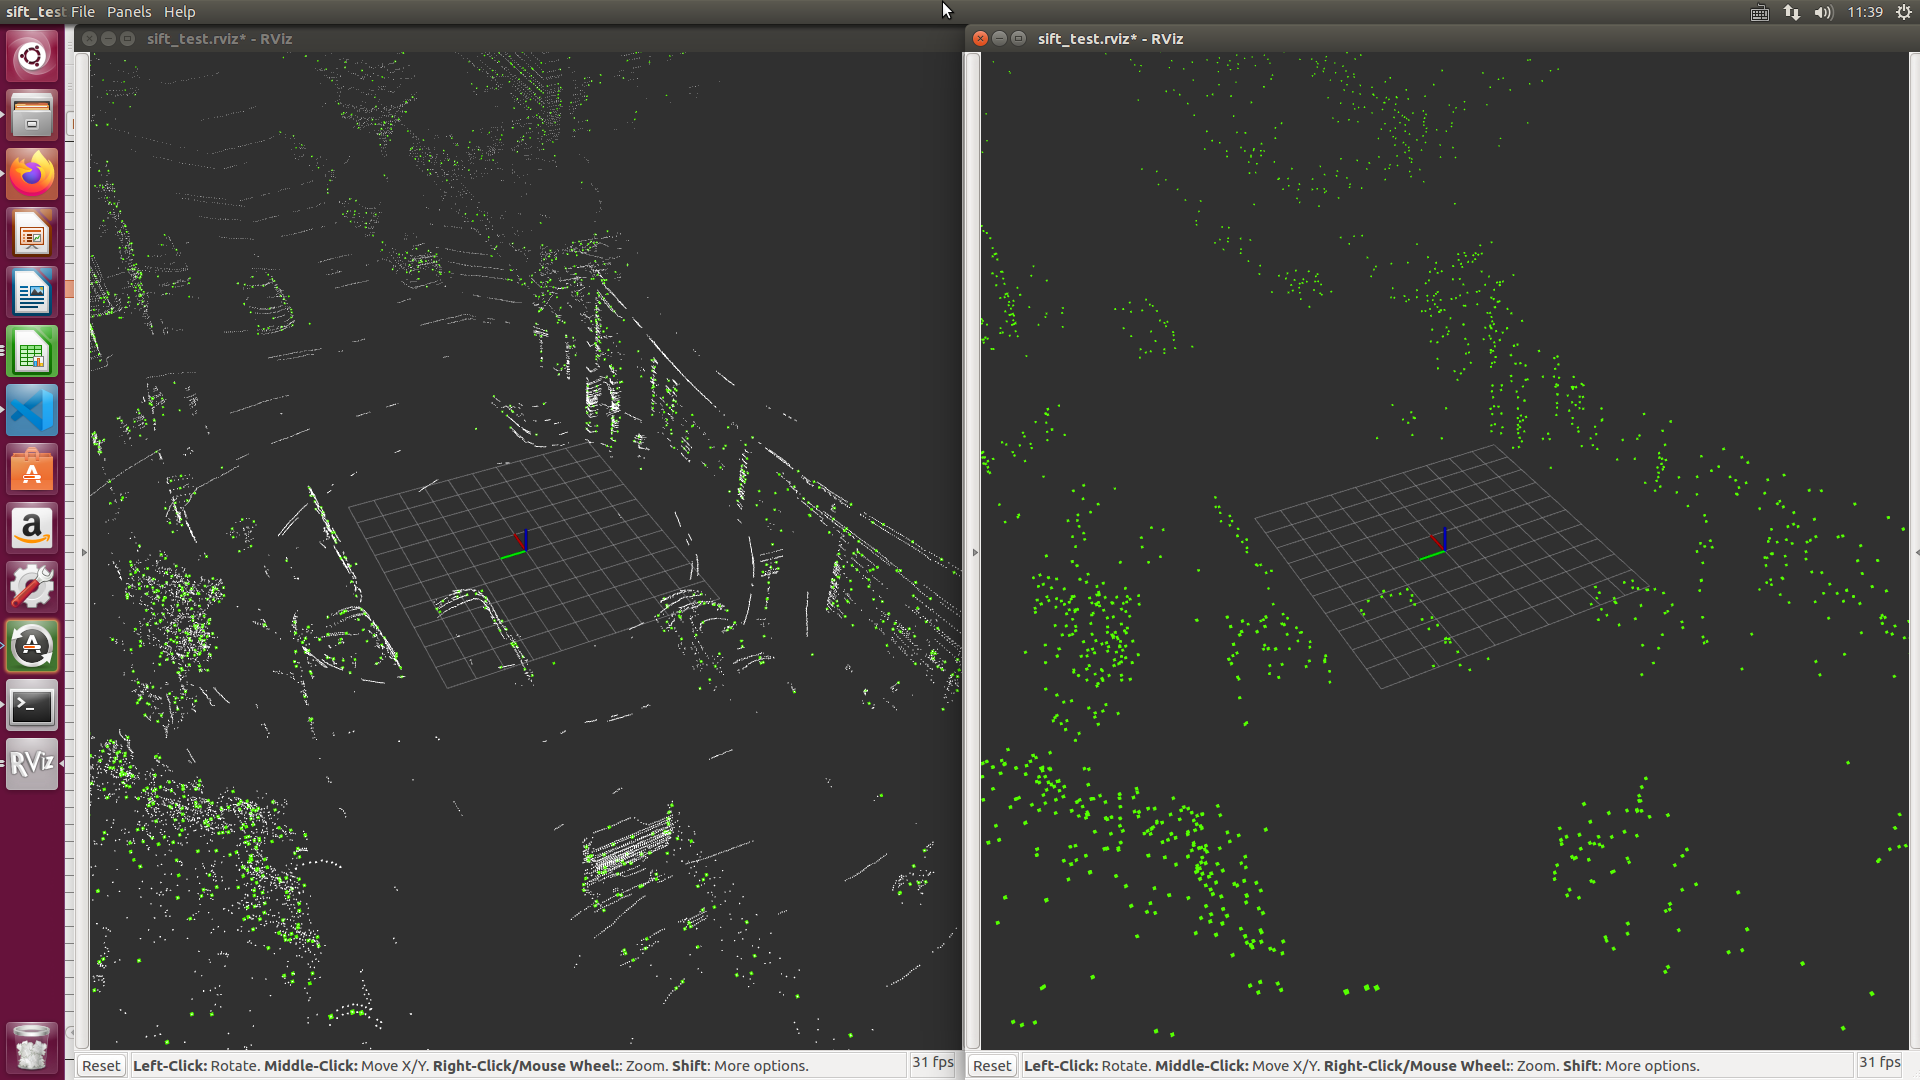 sift_test File Panels Help
11:39
sift_test.rviz* - RViz
sift_test.rviz* - RViz
RViz
Reset
Left-Click: Rotate. Middle-Click: Move X/Y. Right-Click/Mouse Wheel:: Zoom. Shift: More options.
31 fps
Reset
Left-Click: Rotate. Middle-Click: Move X/Y. Right-Click/Mouse Wheel:: Zoom. Shift: More options.
31 fps